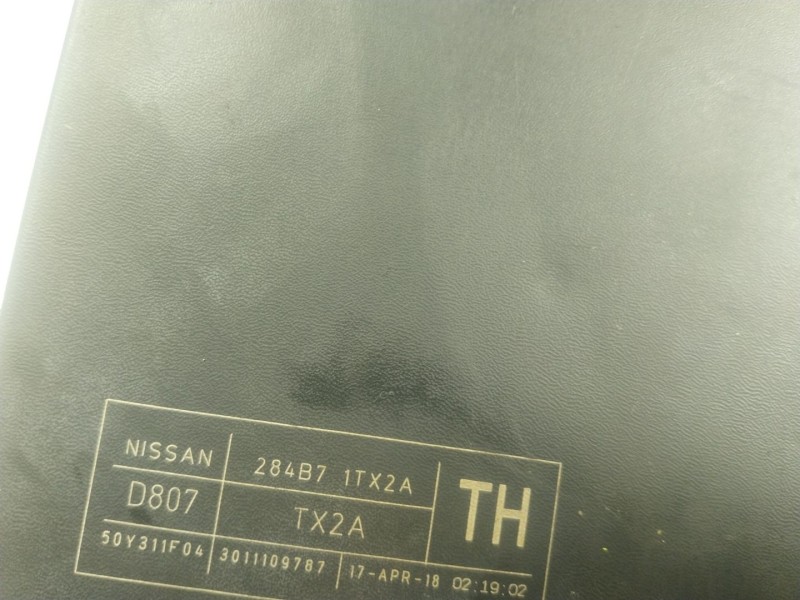 NISSAN 284B7 1TX2A TH
D807 TX2A
50Y311F04 3011109787 17-APR-18 02:19:02